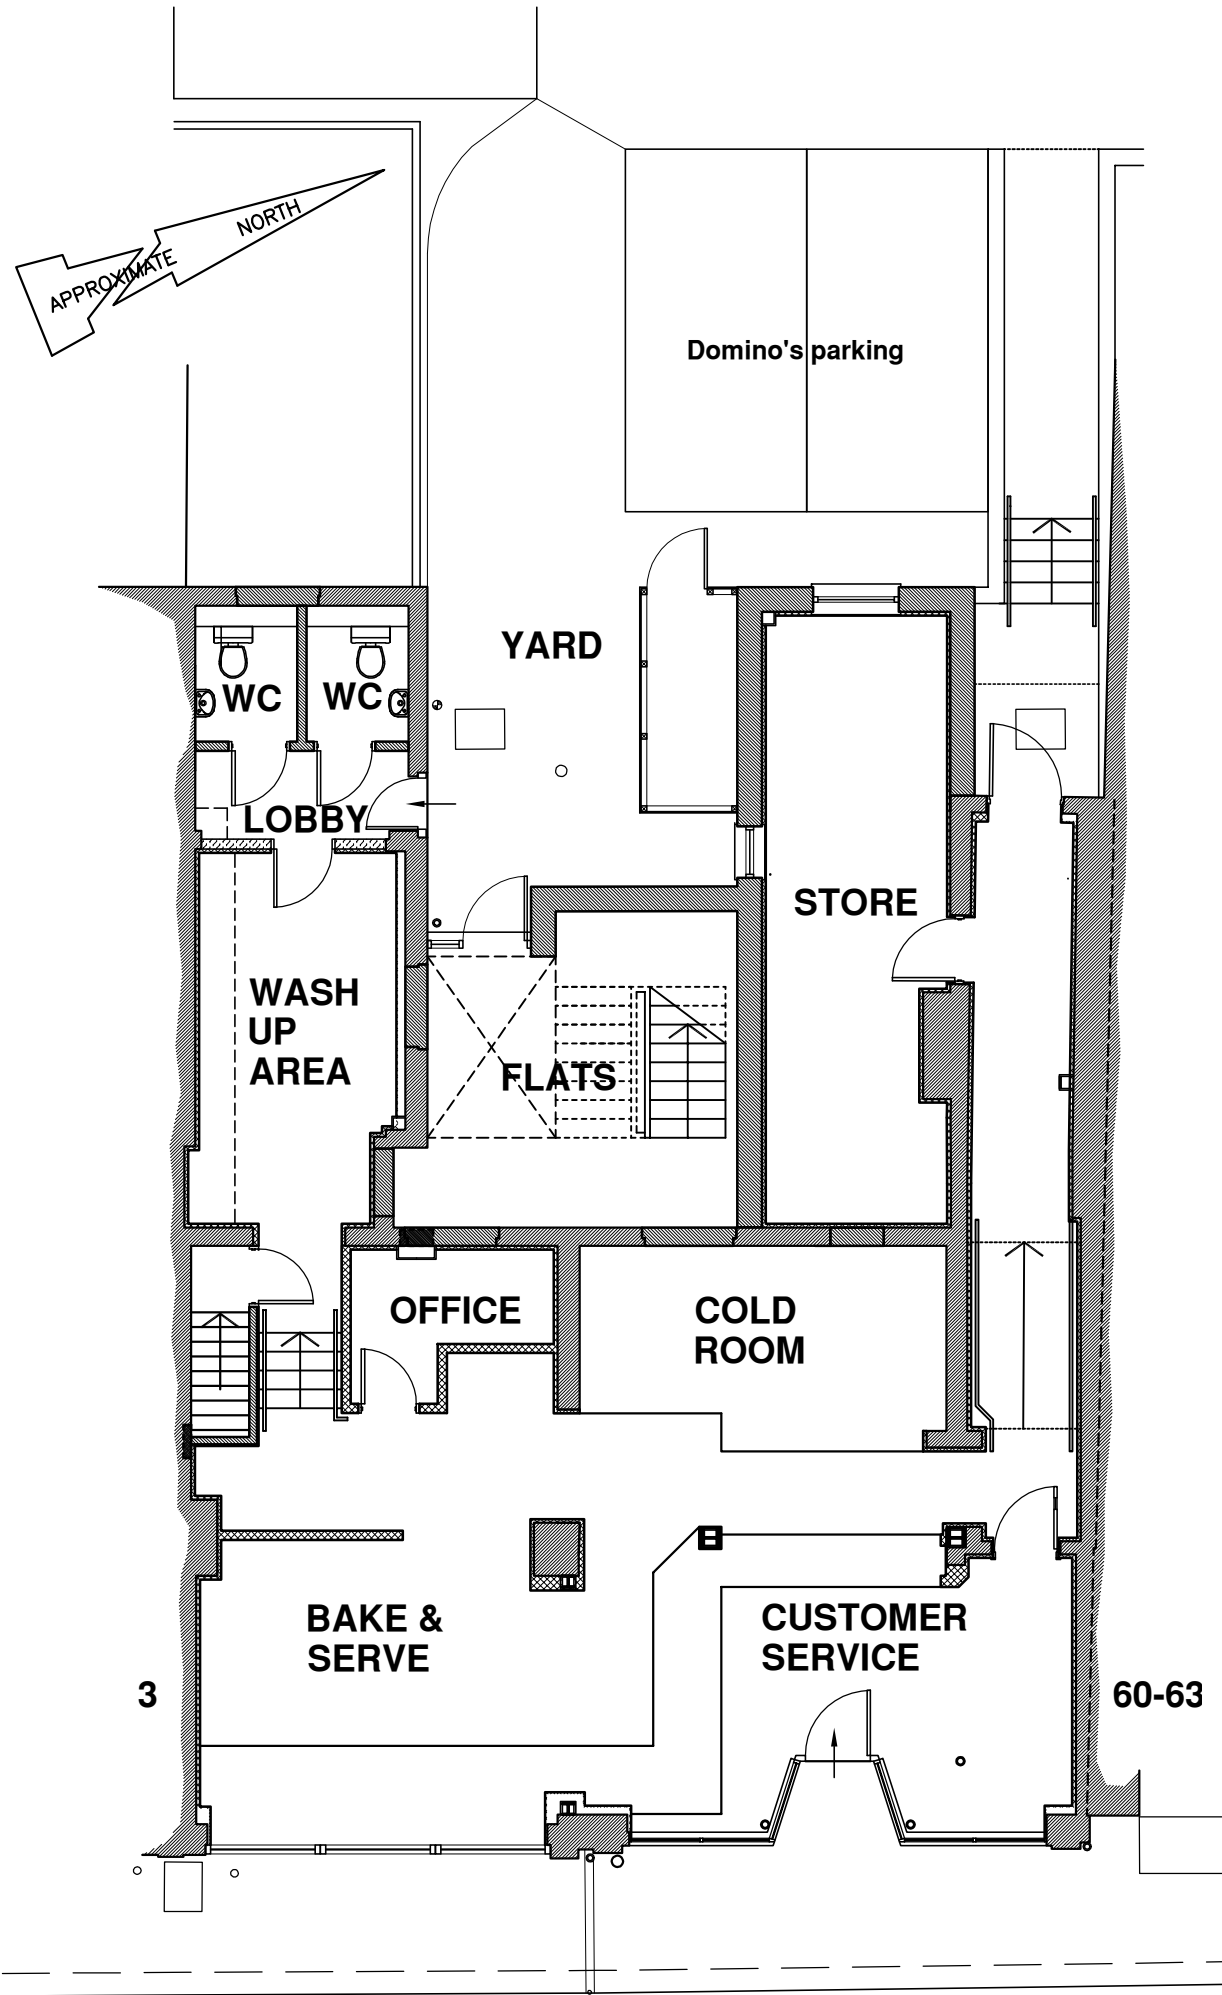 NORTH
APPROXIMATE
Domino's parking
YARD
WC
WC
LOBBY
STORE
WASH
UP
AREA
FLATS
OFFICE
COLD
ROOM
BAKE &
SERVE
CUSTOMER
SERVICE
3
60-63